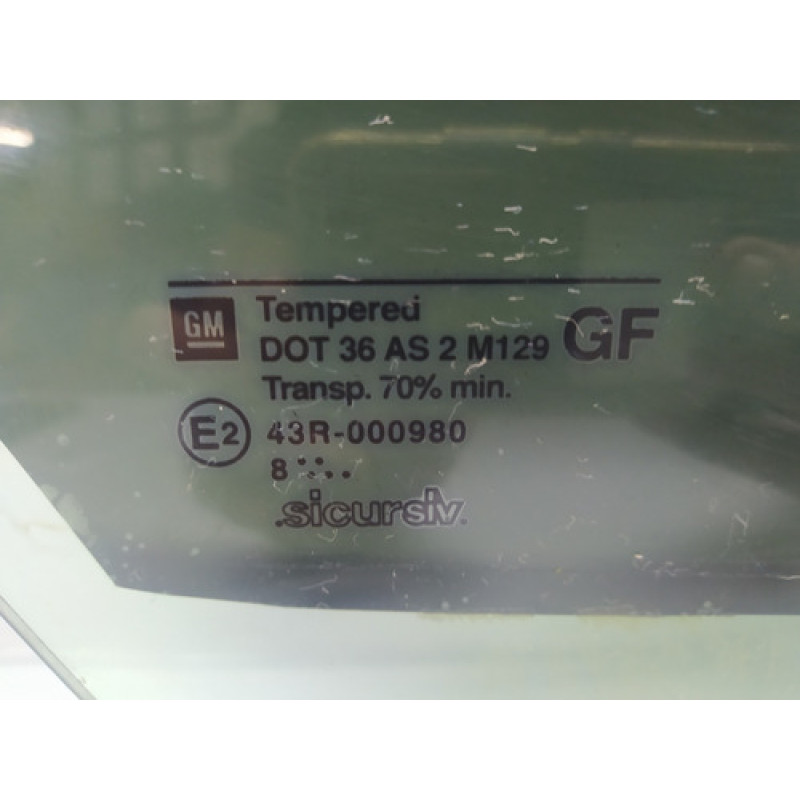 GM
Tempered
DOT 36 AS 2 M129 GF
Transp. 70% min.
E2 43R-000980
8
.sicursiv.